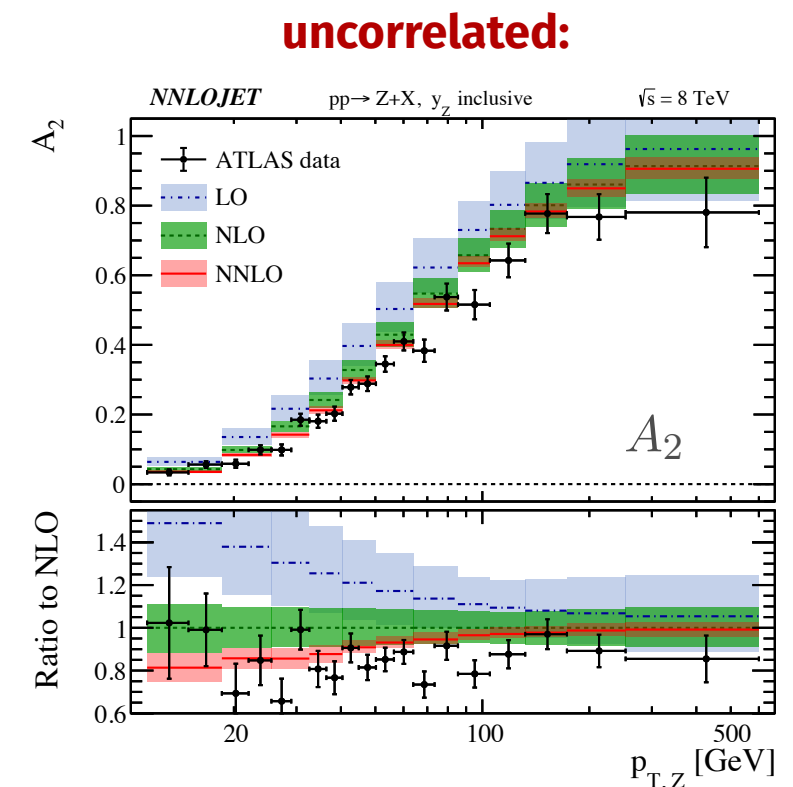 uncorrelated:
NNLOJET pp→ Z+X, y_Z inclusive √s = 8 TeV
A_2
1
ATLAS data
LO
0.8
NLO
NNLO
0.6
0.4
0.2
A_2
0
Ratio to NLO
1.4
1.2
1
0.8
0.6
20 100 500
p_{T,Z} [GeV]